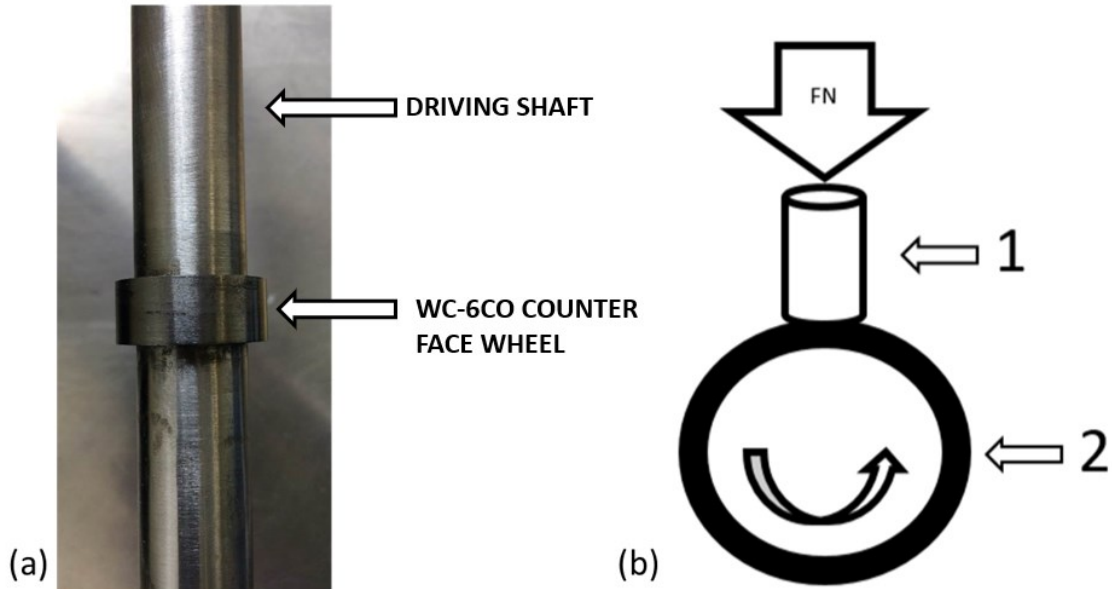 DRIVING SHAFT
WC-6CO COUNTER
FACE WHEEL
(a)
FN
1
2
(b)